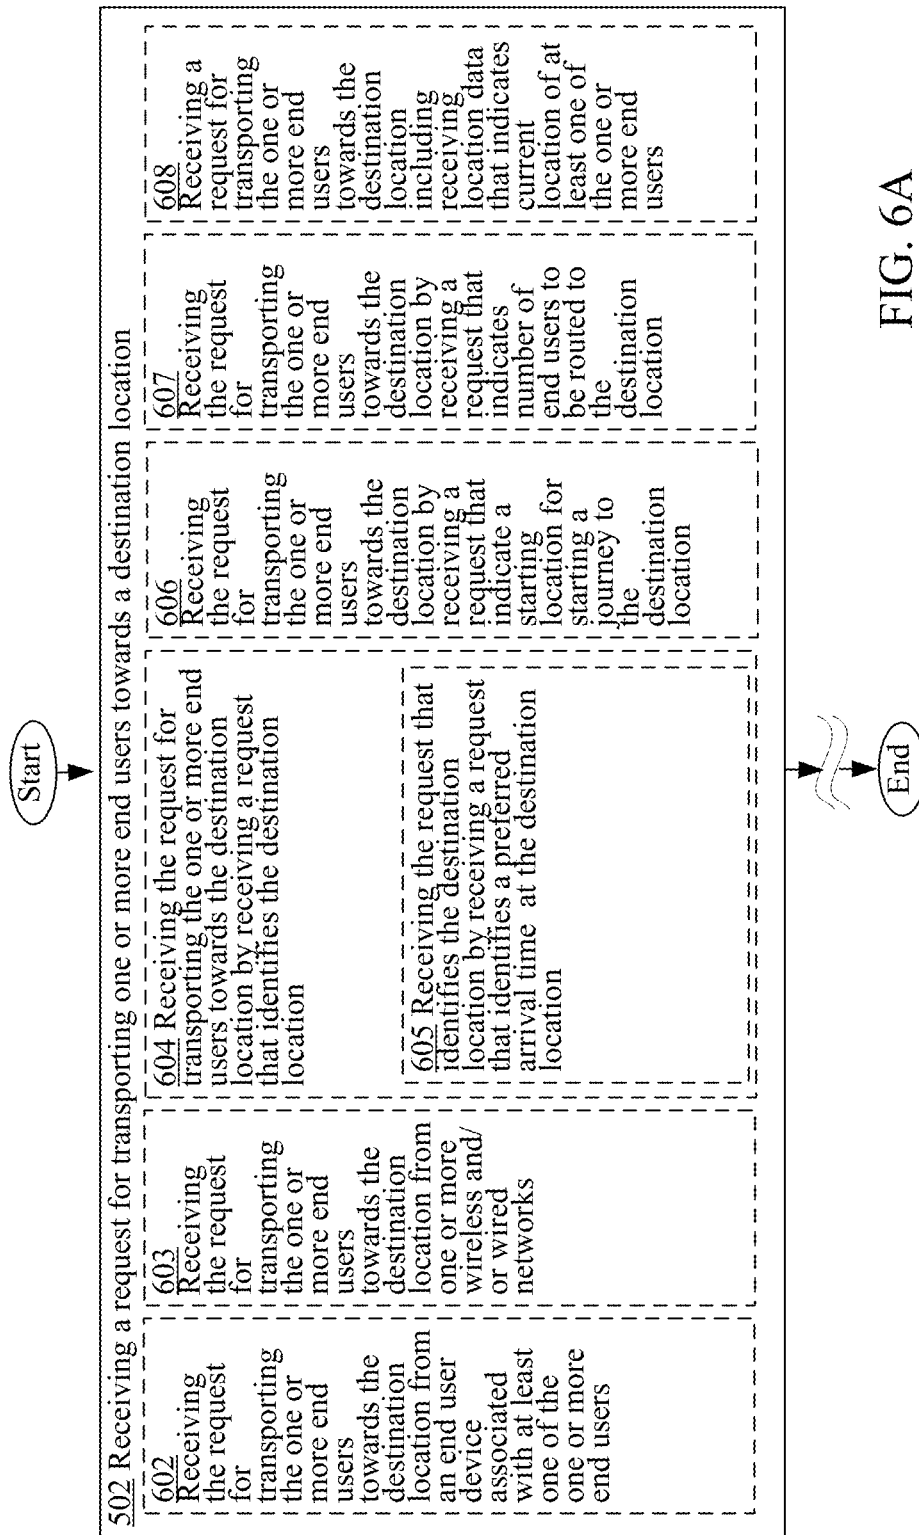 Start
502 Receiving a request for transporting one or more end users towards a destination location
602
Receiving
the request
for
transporting
the one or
more end
users
towards the
destination
location from
an end user
device
associated
with at least
one of the
one or more
end users
603
Receiving
the request
for
transporting
the one or
more end
users
towards the
destination
location from
one or more
wireless and/
or wired
networks
604 Receiving the request for
transporting the one or more end
users towards the destination
location by receiving a request
that identifies the destination
location
605 Receiving the request that
identifies the destination
location by receiving a request
that identifies a preferred
arrival time at the destination
location
606
Receiving
the request
for
transporting
the one or
more end
users
towards the
destination
location by
receiving a
request that
indicate a
starting
location for
starting a
journey to
the
destination
location
607
Receiving
the request
for
transporting
the one or
more end
users
towards the
destination
location by
receiving a
request that
indicates
number of
end users to
be routed to
the
destination
location
608
Receiving a
request for
transporting
the one or
more end
users
towards the
destination
location
including
receiving
location data
that indicates
current
location of at
least one of
the one or
more end
users
End
FIG. 6A